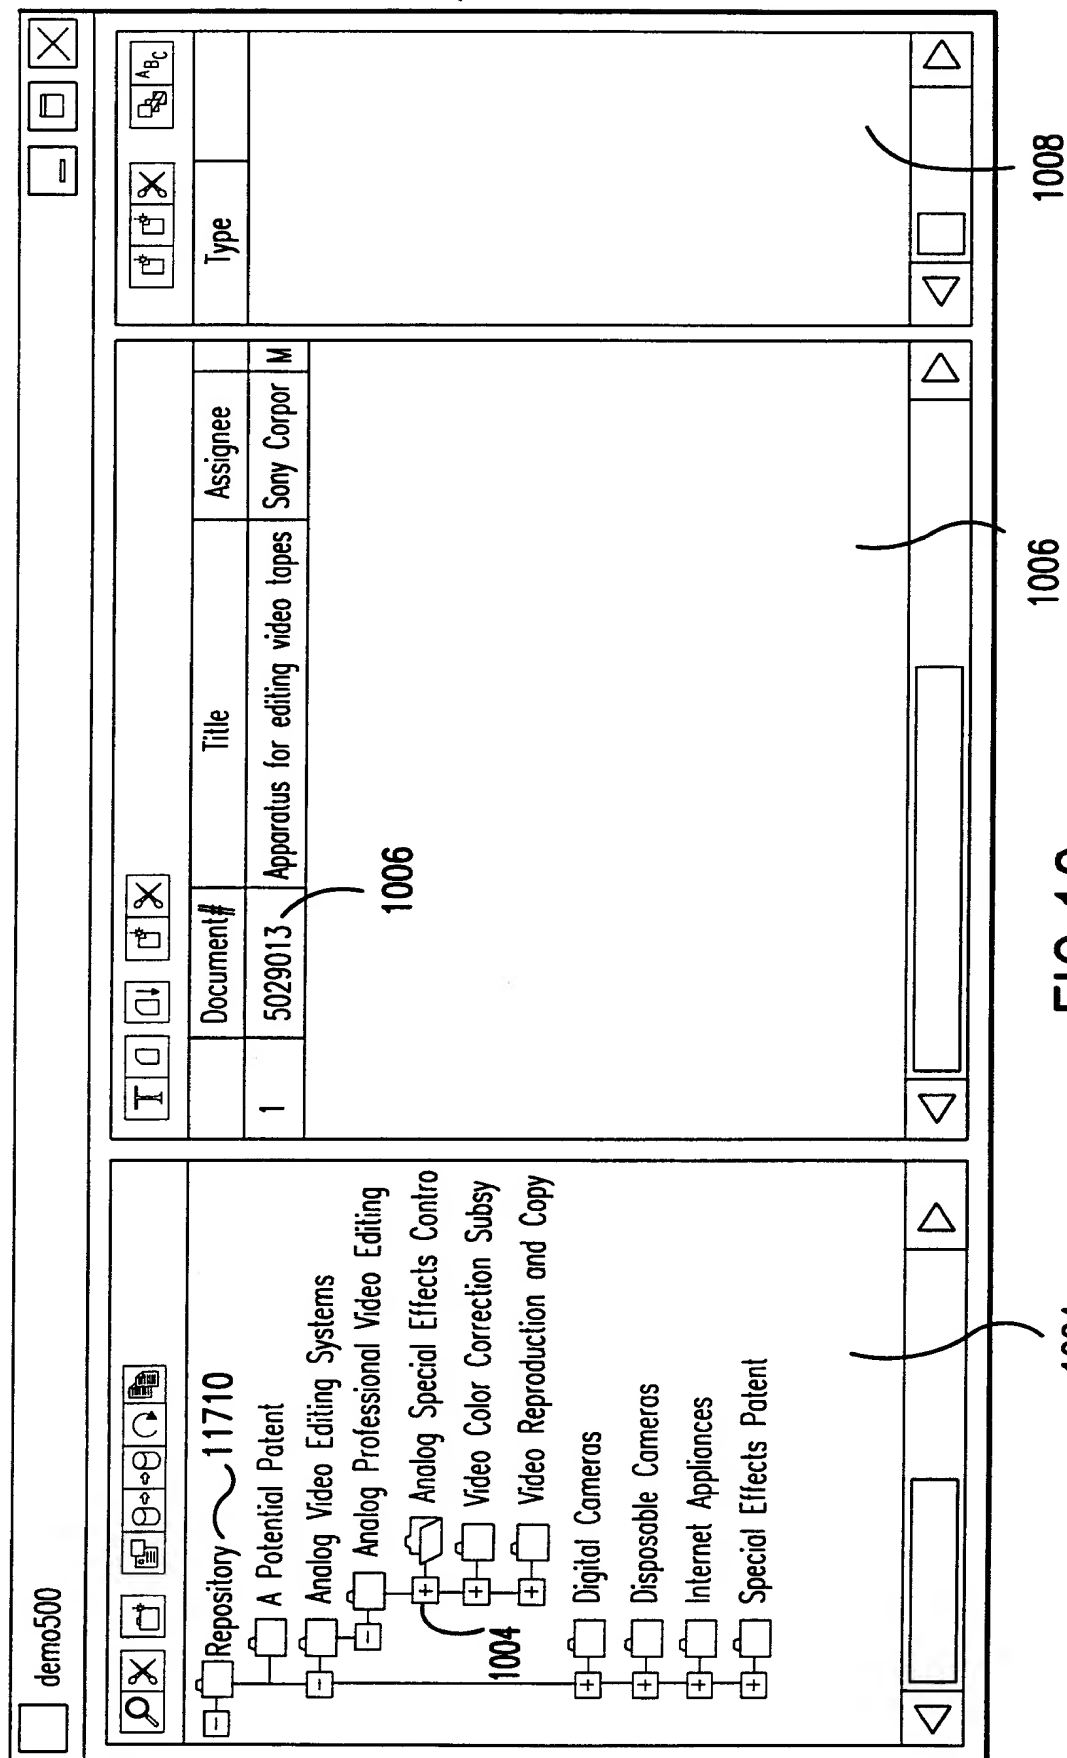 demo500
Repository 11710
A Potential Patent
Analog Video Editing Systems
Analog Professional Video Editing
1004
Analog Special Effects Contro
Video Color Correction Subsy
Video Reproduction and Copy
Digital Cameras
Disposable Cameras
Internet Appliances
Special Effects Patent
Document# Title Assignee
1 5029013 Apparatus for editing video tapes Sony Corpor M
1006
ABC
Type
1006
1008